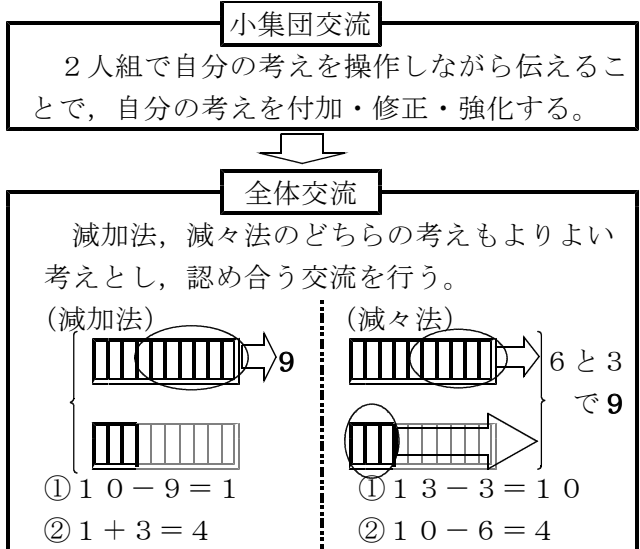 小集団交流
２人組で自分の考えを操作しながら伝えるこ
とで，自分の考えを付加・修正・強化する。
全体交流
減加法，減々法のどちらの考えもよりよい
考えとし，認め合う交流を行う。
(減加法)
9
①１０－９＝１
②１＋３＝４
(減々法)
６と３
で 9
①１３－３＝１０
②１０－６＝４